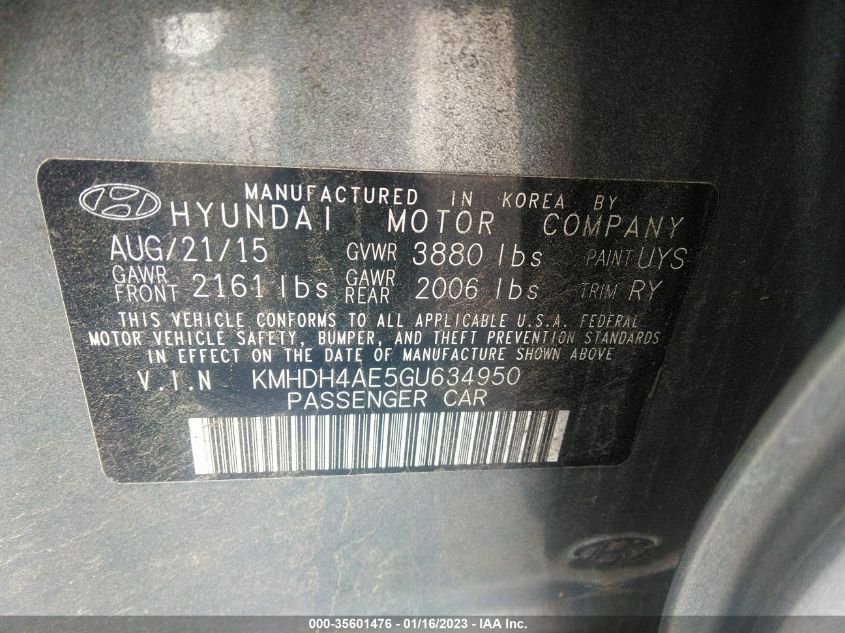 MANUFACTURED IN KOREA BY
HYUNDAI MOTOR COMPANY
AUG/21/15 GVWR 3880 lbs PAINT UYS
GAWR FRONT 2161 lbs GAWR REAR 2006 lbs TRIM RY
THIS VEHICLE CONFORMS TO ALL APPLICABLE U.S.A. FEDERAL
MOTOR VEHICLE SAFETY, BUMPER, AND THEFT PREVENTION STANDARDS
IN EFFECT ON THE DATE OF MANUFACTURE SHOWN ABOVE
V.I.N KMHDH4AE5GU634950
PASSENGER CAR
000-35601476 - 01/16/2023 - IAA Inc.